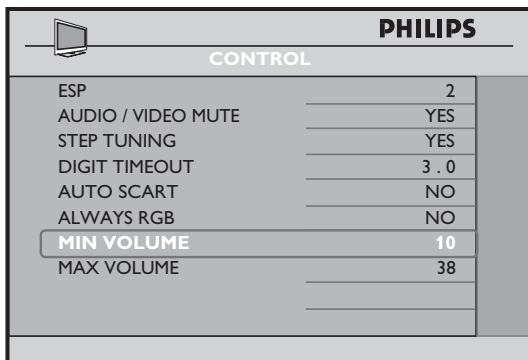 PHILIPS
CONTROL
ESP 2
AUDIO / VIDEO MUTE YES
STEP TUNING YES
DIGIT TIMEOUT 3 . 0
AUTO SCART NO
ALWAYS RGB NO
MIN VOLUME 10
MAX VOLUME 38